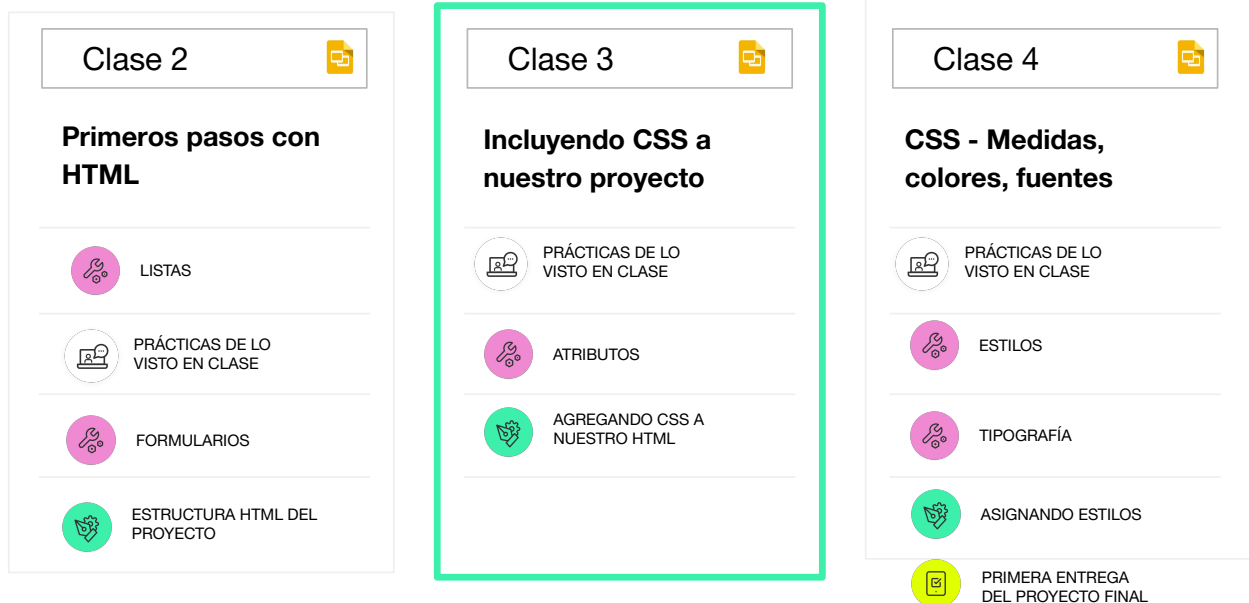 Clase 2
Primeros pasos con
HTML
LISTAS
PRÁCTICAS DE LO
VISTO EN CLASE
FORMULARIOS
ESTRUCTURA HTML DEL
PROYECTO
Clase 3
Incluyendo CSS a
nuestro proyecto
PRÁCTICAS DE LO
VISTO EN CLASE
ATRIBUTOS
AGREGANDO CSS A
NUESTRO HTML
Clase 4
CSS - Medidas,
colores, fuentes
PRÁCTICAS DE LO
VISTO EN CLASE
ESTILOS
TIPOGRAFÍA
ASIGNANDO ESTILOS
PRIMERA ENTREGA
DEL PROYECTO FINAL